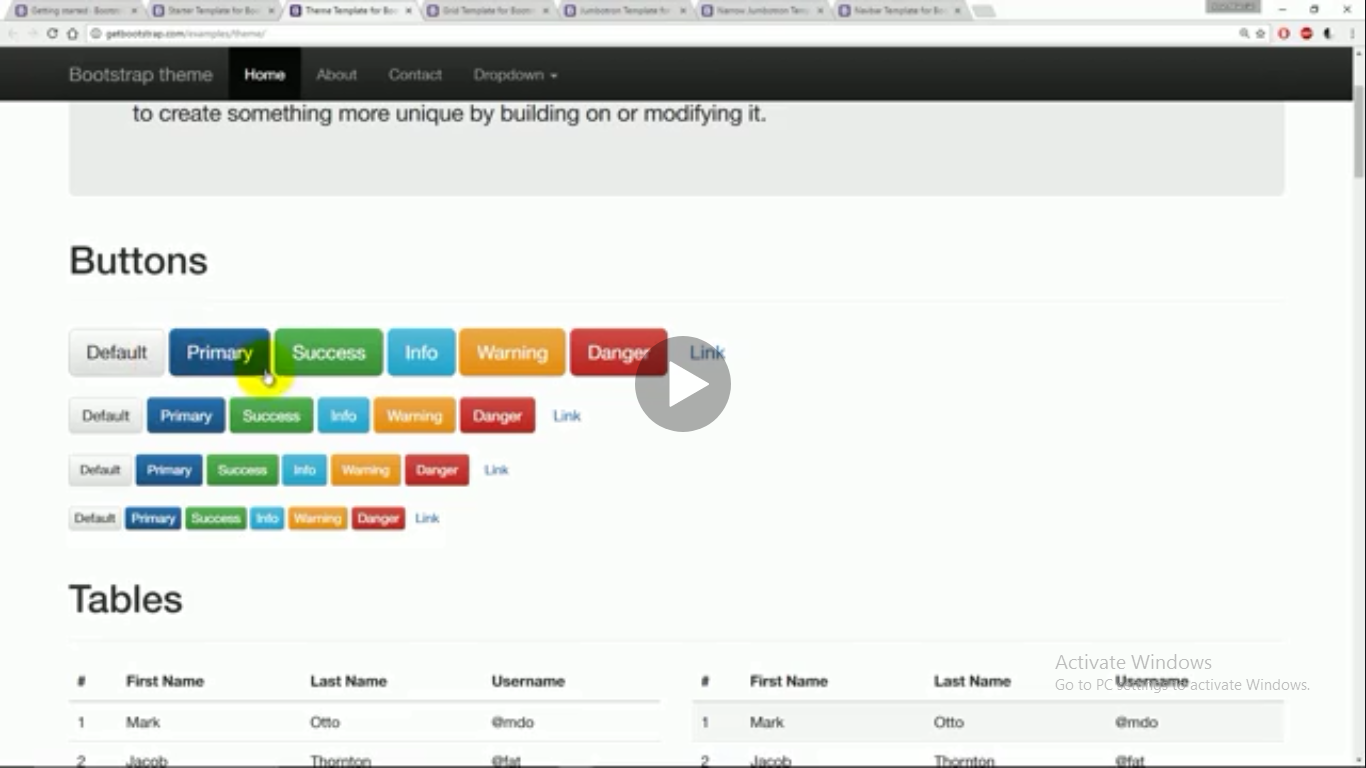 Getting started · Bootst
Starter Template for Boo
Theme Template for Boo
Grid Template for Bootst
Jumbotron Template for
Narrow Jumbotron Temp
Navbar Template for Bo
getbootstrap.com/examples/theme/
Bootstrap theme Home About Contact Dropdown
to create something more unique by building on or modifying it.
Buttons
Default Primary Success Info Warning Danger Link
Default Primary Success Info Warning Danger Link
Default Primary Success Info Warning Danger Link
Default Primary Success Info Warning Danger Link
Tables
# First Name Last Name Username # First Name Last Name Username
1 Mark Otto @mdo 1 Mark Otto @mdo
2 Jacob Thornton @fat 2 Jacob Thornton @fat
Activate Windows
Go to PC settings to activate Windows.